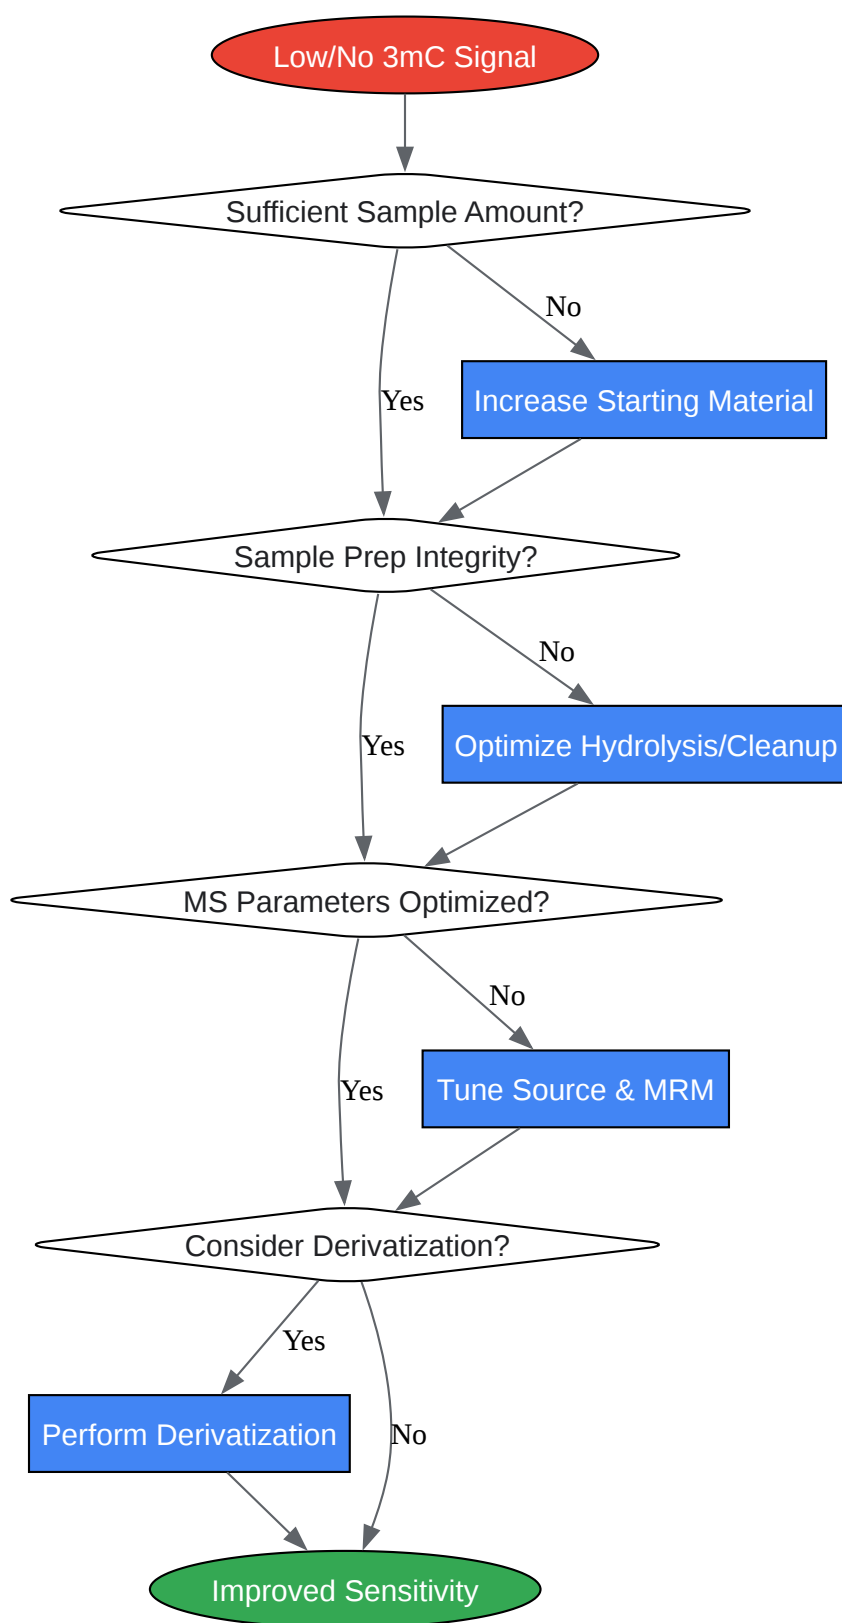 Low/No 3mC Signal
Sufficient Sample Amount?
No
Yes
Increase Starting Material
Sample Prep Integrity?
No
Yes
Optimize Hydrolysis/Cleanup
MS Parameters Optimized?
No
Yes
Tune Source & MRM
Consider Derivatization?
Yes
Perform Derivatization
No
Improved Sensitivity